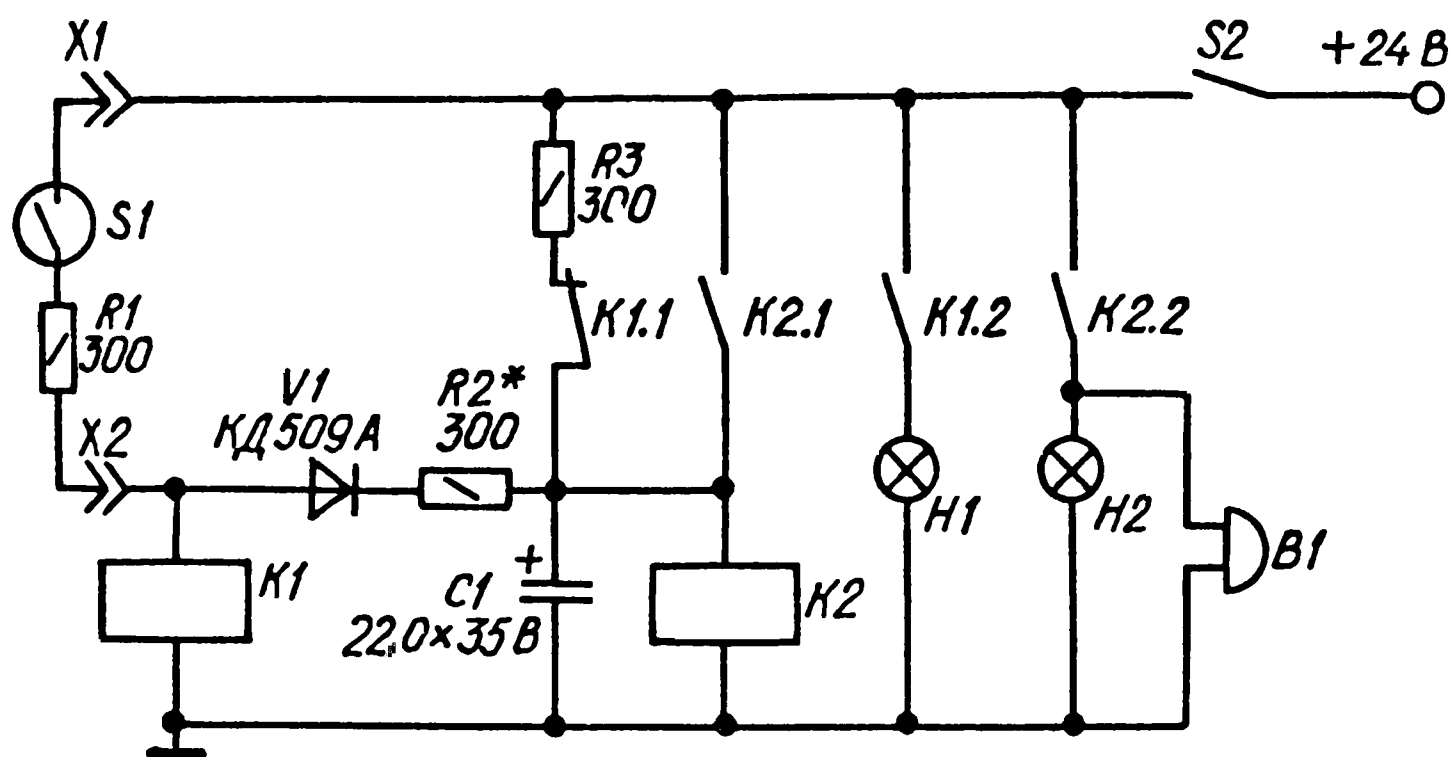 X1
S2
+24 В
R3
300
S1
R1
300
K1.1
K2.1
K1.2
K2.2
V1
КД509А
R2*
300
X2
H1
H2
B1
K1
+
C1
22,0×35 В
K2